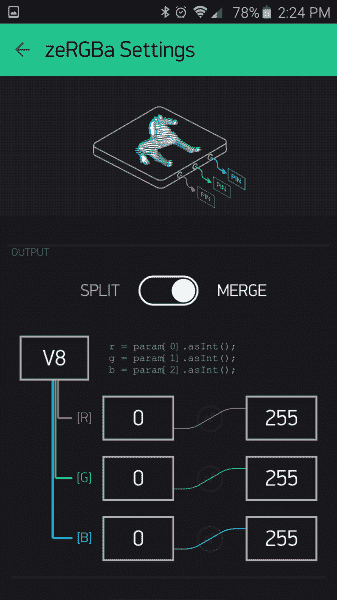 78% 2:24 PM
zeRGBa Settings
PIN
PIN
PIN
OUTPUT
SPLIT MERGE
V8
r = param[0].asInt();
g = param[1].asInt();
b = param[2].asInt();
[R] 0 255
[G] 0 255
[B] 0 255